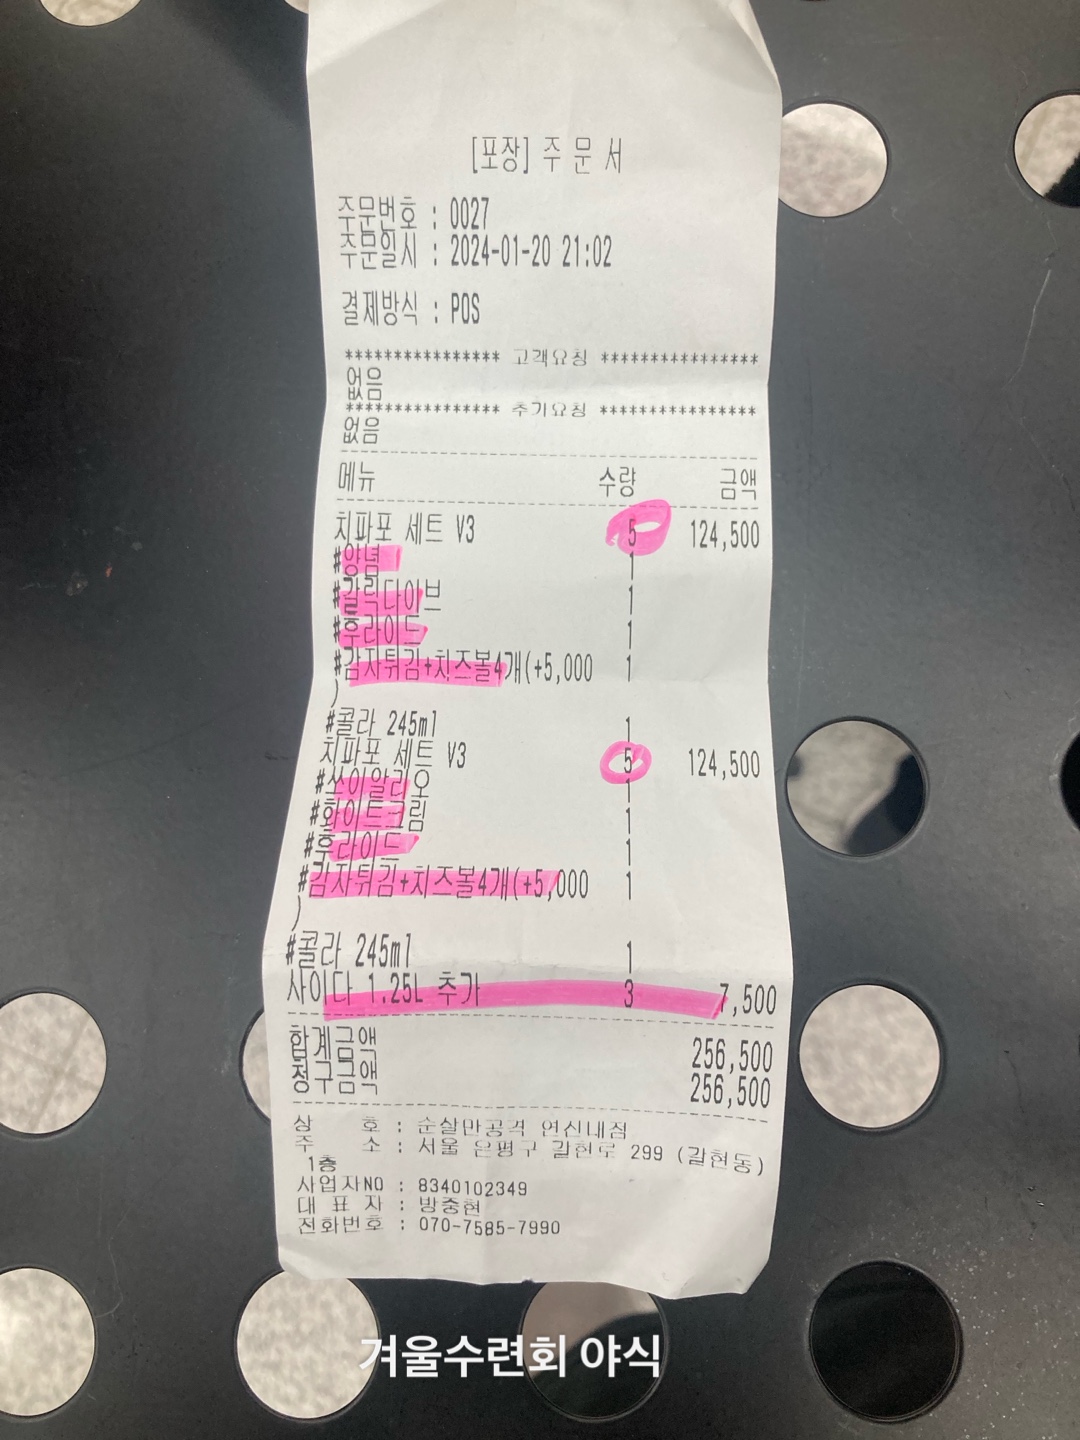 [포장] 주 문 서
주문번호 : 0027
주문일시 : 2024-01-20 21:02
결제방식 : POS
**************** 고객요청 ****************
없음
**************** 추가요청 ****************
없음
메뉴 수량 금액
치파포 세트 V3 5 124,500
#양념 1
#갈릭다이브 1
#후라이드 1
#감자튀김+치즈볼4개(+5,000 1
)
#콜라 245ml 1
치파포 세트 V3 5 124,500
#쏘이알리오 1
#화이트크림 1
#후라이드 1
#감자튀김+치즈볼4개(+5,000 1
)
#콜라 245ml 1
사이다 1.25L 추가 3 7,500
합계금액 256,500
청구금액 256,500
상 호 : 순살만공격 연신내점
주 소 : 서울 은평구 갈현로 299 (갈현동)
1층
사업자NO : 8340102349
대 표 자 : 방중현
전화번호 : 070-7585-7990
겨울수련회 야식